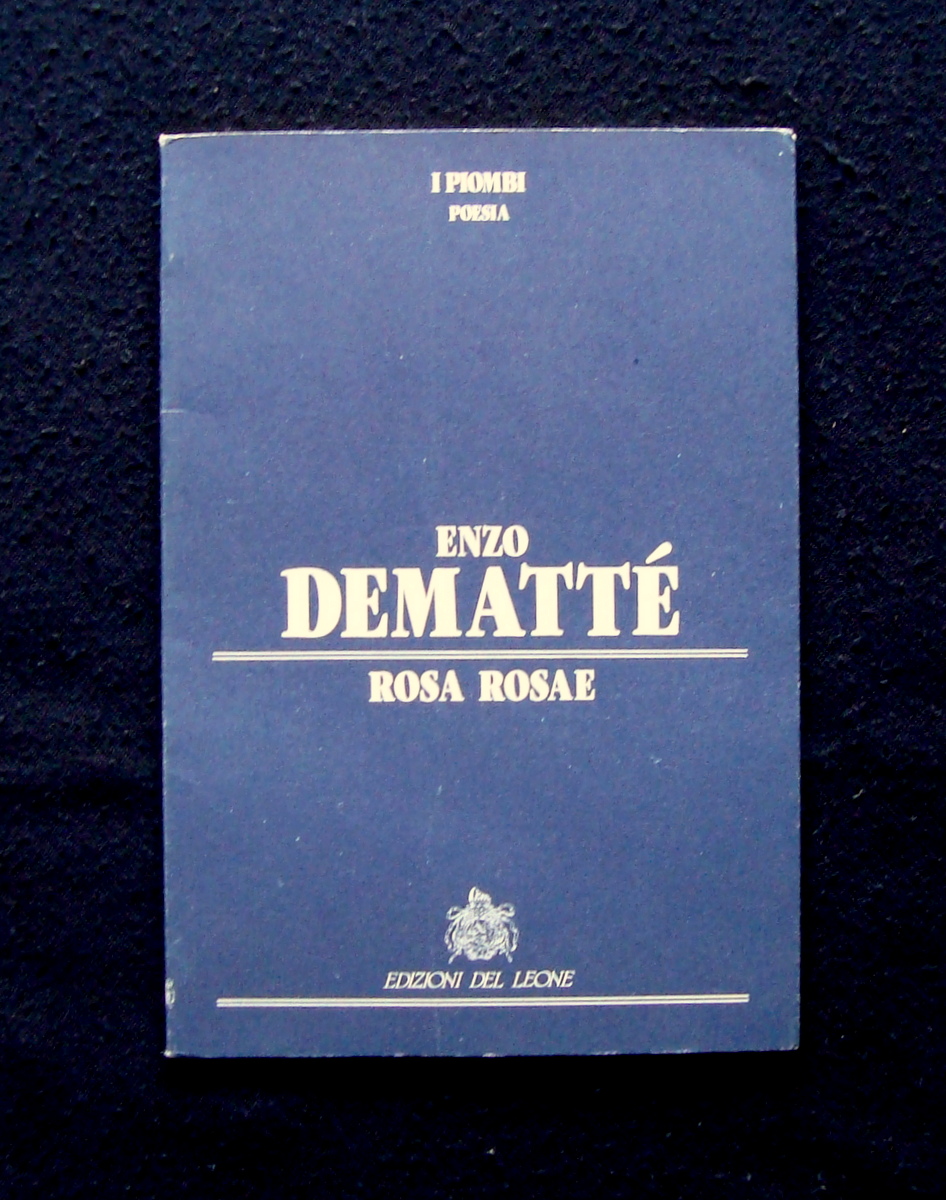 I PIOMBI
POESIA
ENZO
DEMATTÉ
ROSA ROSAE
EDIZIONI DEL LEONE